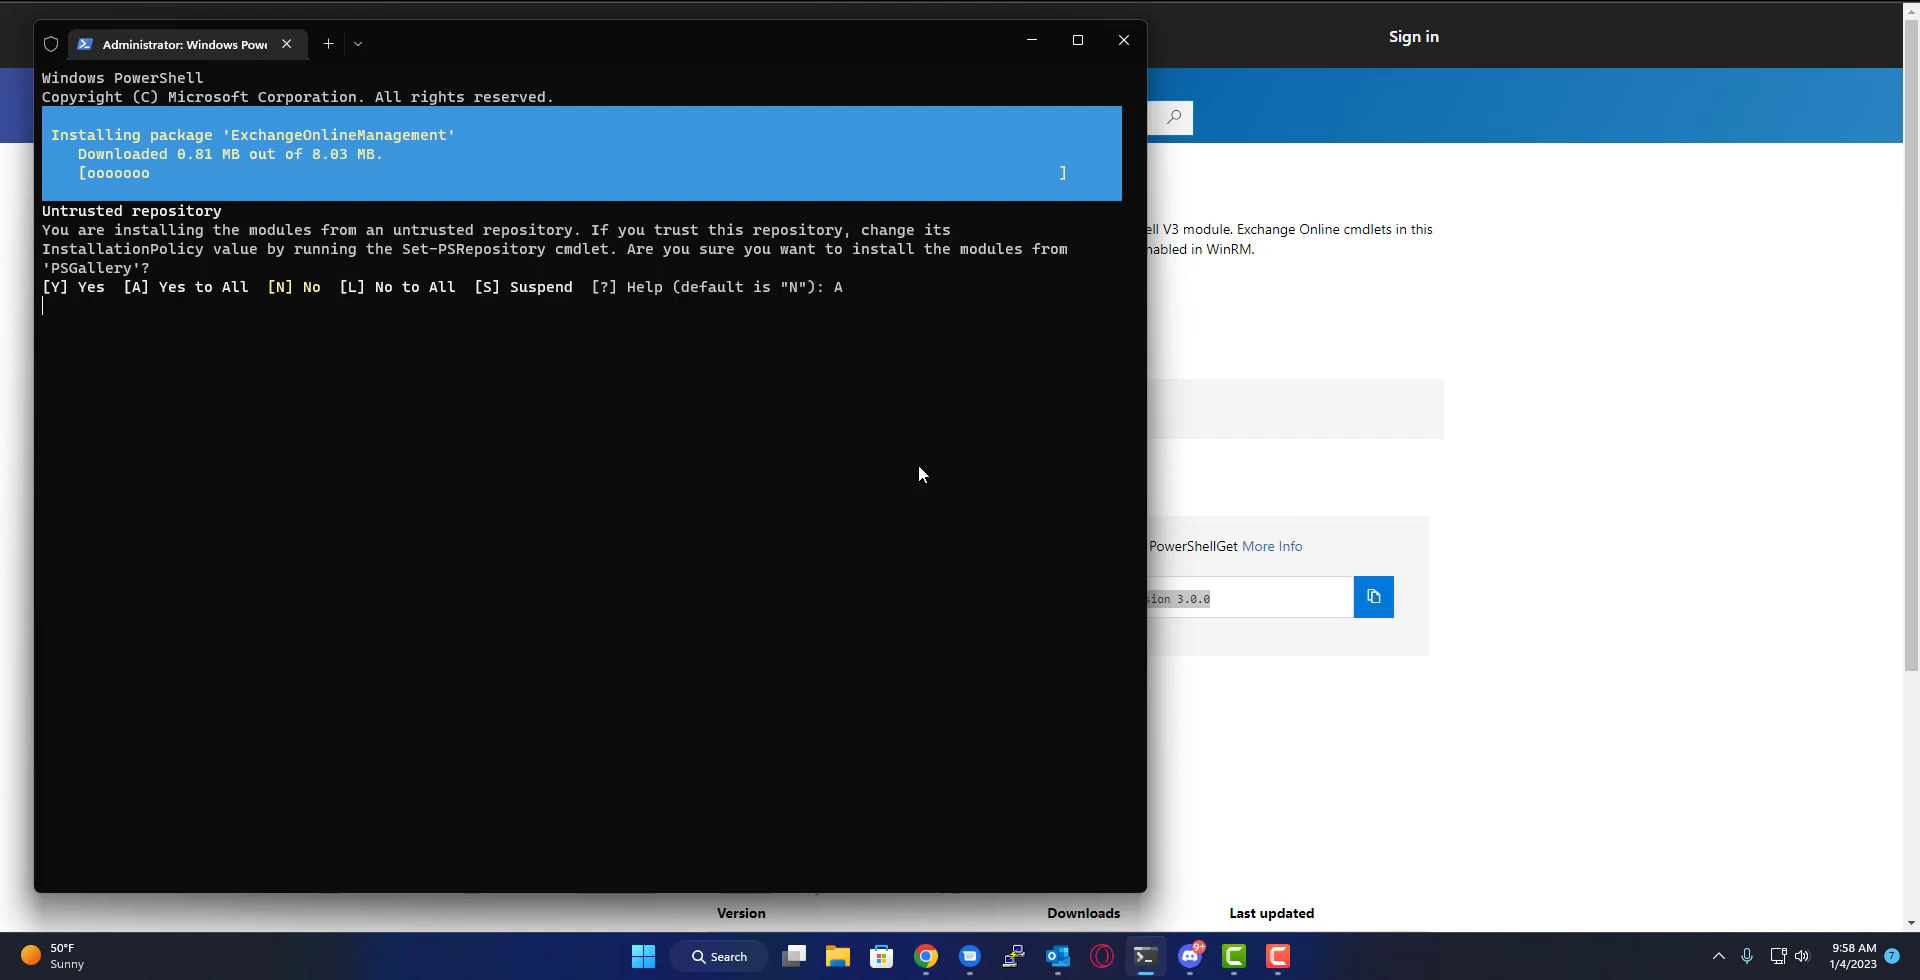 Sign in
Administrator: Windows Powe
Windows PowerShell
Copyright (C) Microsoft Corporation. All rights reserved.
Installing package 'ExchangeOnlineManagement'
Downloaded 0.81 MB out of 8.03 MB.
[ooooooo ]
Untrusted repository
You are installing the modules from an untrusted repository. If you trust this repository, change its
InstallationPolicy value by running the Set-PSRepository cmdlet. Are you sure you want to install the modules from
'PSGallery'?
[Y] Yes [A] Yes to All [N] No [L] No to All [S] Suspend [?] Help (default is "N"): A
ell V3 module. Exchange Online cmdlets in this
nabled in WinRM.
PowerShellGet More Info
sion 3.0.0
Version Downloads Last updated
50°F
Sunny
Search
9+
9:58 AM
1/4/2023
7